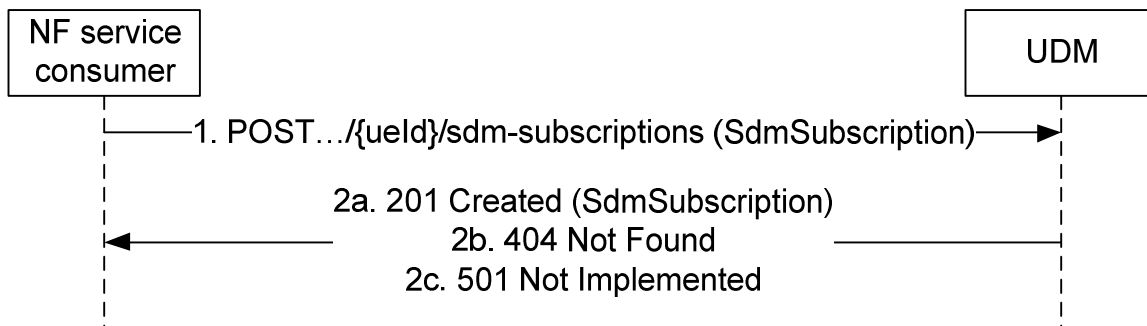 NF service
consumer
UDM
1. POST…/{ueId}/sdm-subscriptions (SdmSubscription)
2a. 201 Created (SdmSubscription)
2b. 404 Not Found
2c. 501 Not Implemented